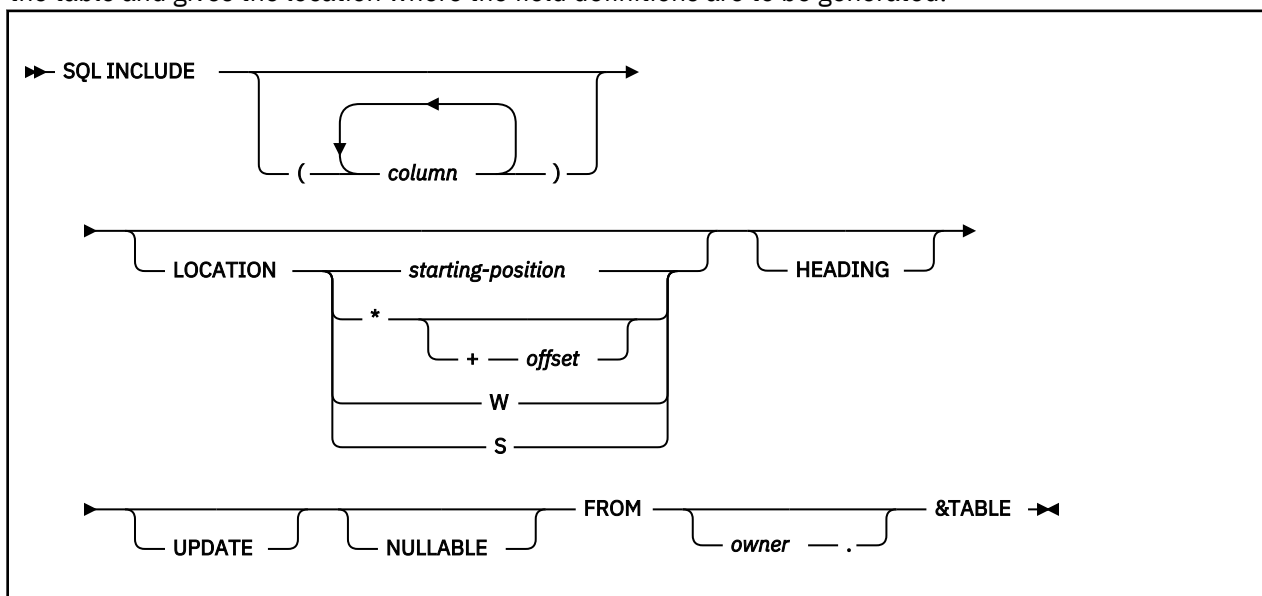 the table and gives the location where the field definitions are to be generated.
SQL INCLUDE
( column )
LOCATION starting-position HEADING
*
+ offset
W
S
FROM &TABLE
UPDATE NULLABLE owner .